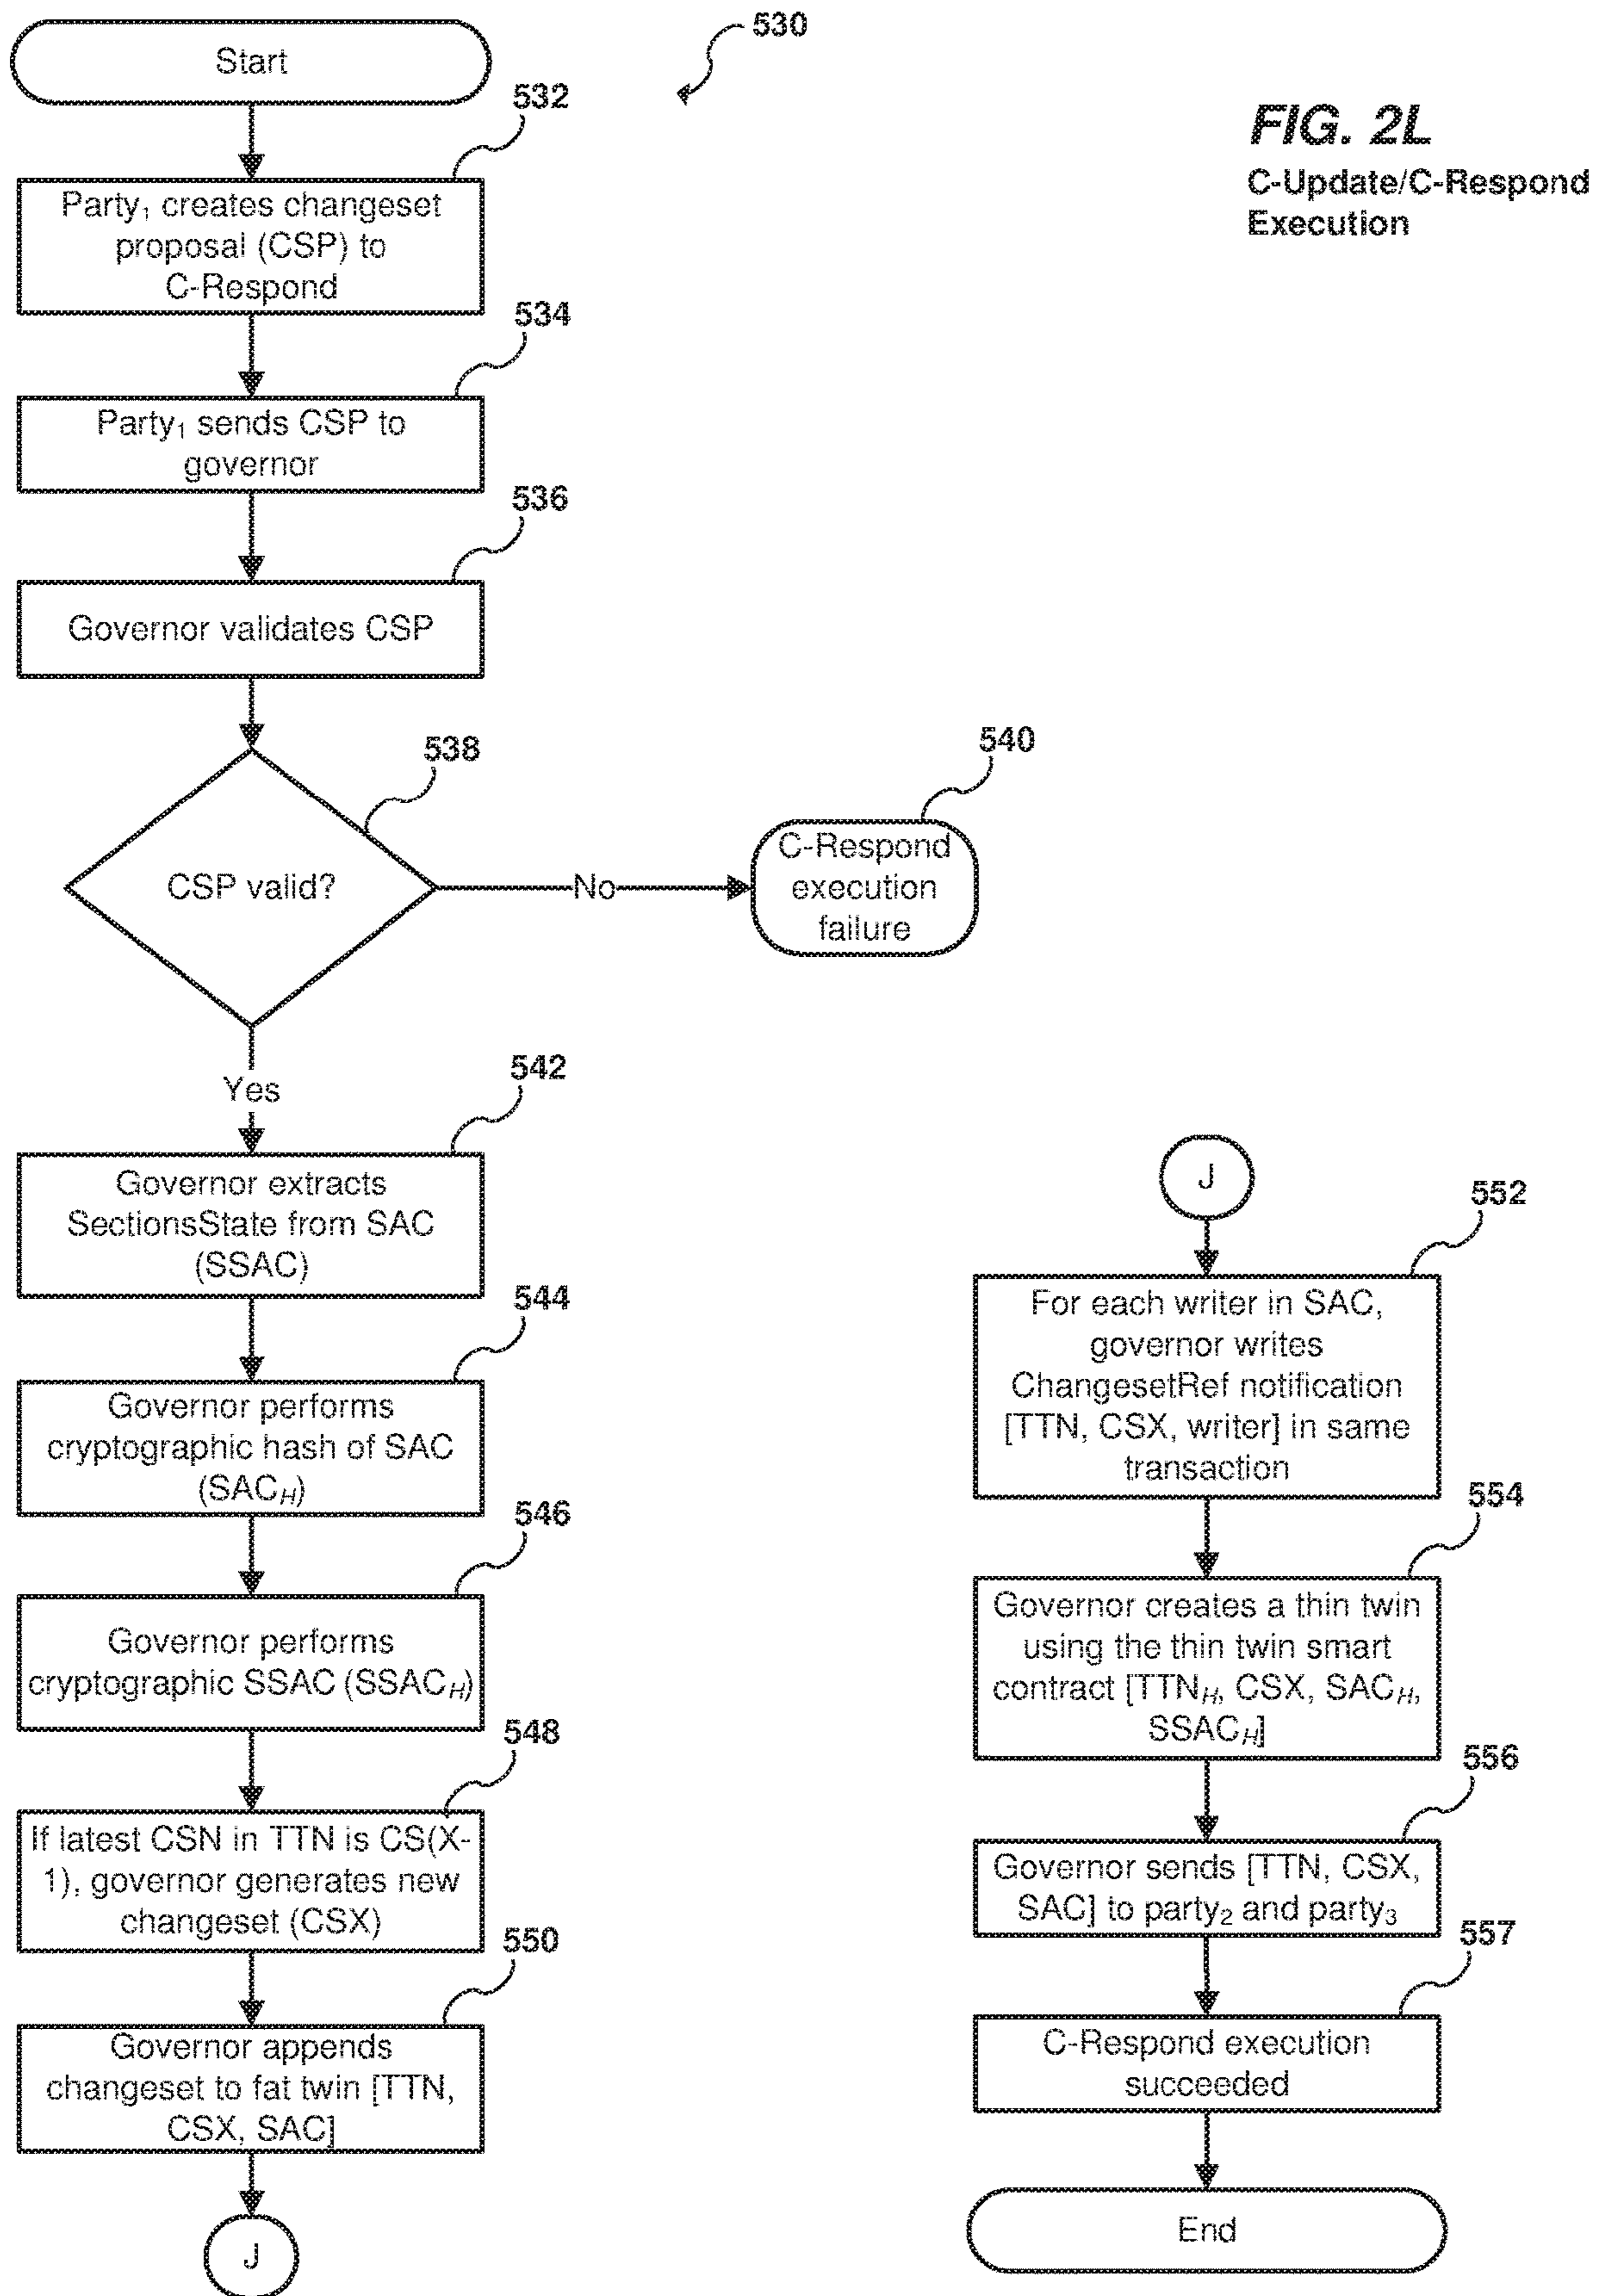 530
FIG. 2L
C-Update/C-Respond
Execution
Start
532
Party₁ creates changeset
proposal (CSP) to
C-Respond
534
Party₁ sends CSP to
governor
536
Governor validates CSP
538
CSP valid?
No
540
C-Respond
execution
failure
Yes
542
Governor extracts
SectionsState from SAC
(SSAC)
544
Governor performs
cryptographic hash of SAC
(SAC_H)
546
Governor performs
cryptographic SSAC (SSAC_H)
548
If latest CSN in TTN is CS(X-
1), governor generates new
changeset (CSX)
550
Governor appends
changeset to fat twin [TTN,
CSX, SAC]
J
J
552
For each writer in SAC,
governor writes
ChangesetRef notification
[TTN, CSX, writer] in same
transaction
554
Governor creates a thin twin
using the thin twin smart
contract [TTN_H, CSX, SAC_H,
SSAC_H]
556
Governor sends [TTN, CSX,
SAC] to party₂ and party₃
557
C-Respond execution
succeeded
End